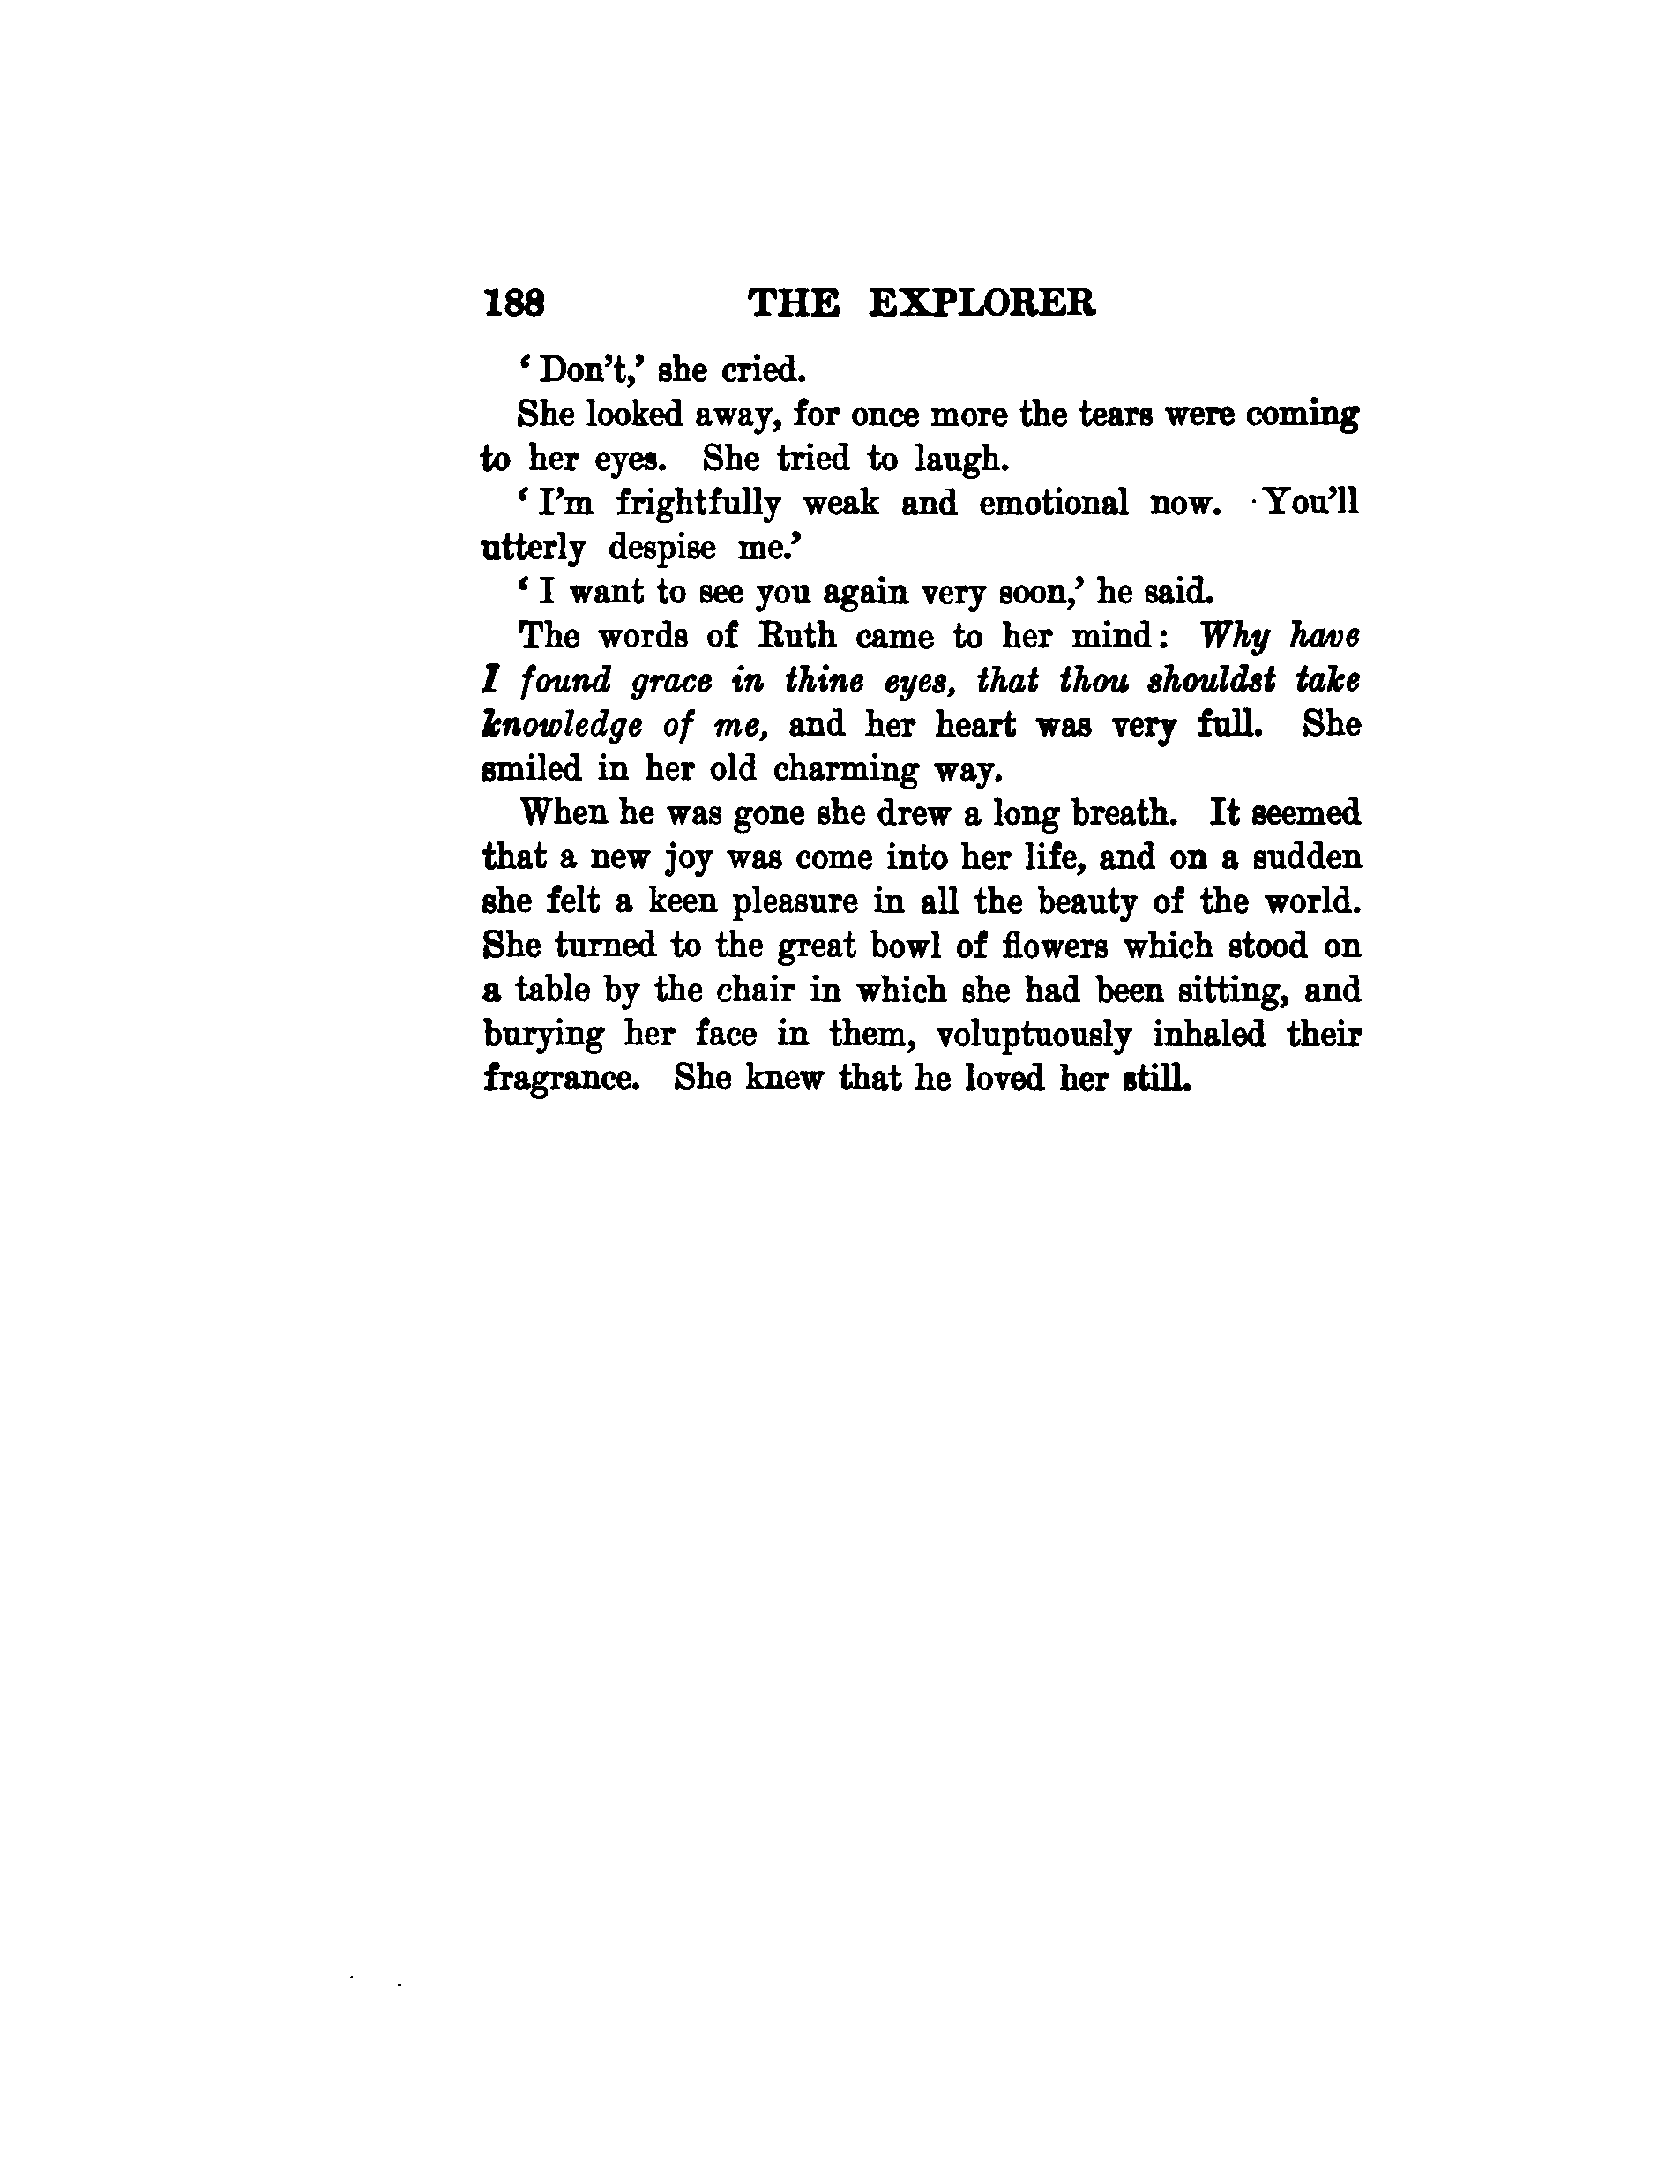 188 THE EXPLORER
‘Don’t,’ she cried.
She looked away, for once more the tears were coming
to her eyes. She tried to laugh.
‘I’m frightfully weak and emotional now. You’ll
utterly despise me.’
‘I want to see you again very soon,’ he said.
The words of Ruth came to her mind: Why have
I found grace in thine eyes, that thou shouldst take
knowledge of me, and her heart was very full. She
smiled in her old charming way.
When he was gone she drew a long breath. It seemed
that a new joy was come into her life, and on a sudden
she felt a keen pleasure in all the beauty of the world.
She turned to the great bowl of flowers which stood on
a table by the chair in which she had been sitting, and
burying her face in them, voluptuously inhaled their
fragrance. She knew that he loved her still.